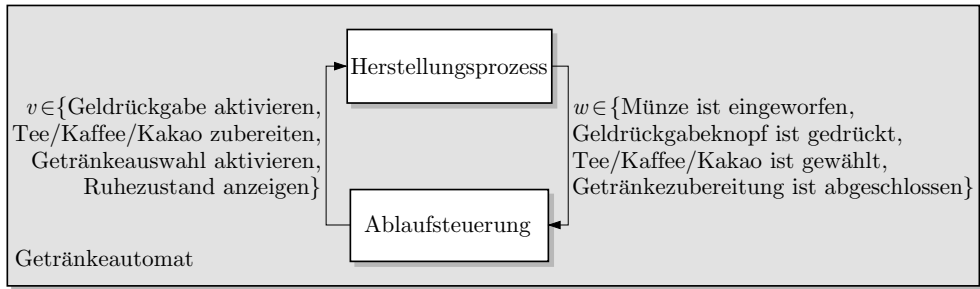 Herstellungsprozess
v∈{Geldrückgabe aktivieren,
Tee/Kaffee/Kakao zubereiten,
Getränkeauswahl aktivieren,
Ruhezustand anzeigen}
w∈{Münze ist eingeworfen,
Geldrückgabeknopf ist gedrückt,
Tee/Kaffee/Kakao ist gewählt,
Getränkezubereitung ist abgeschlossen}
Ablaufsteuerung
Getränkeautomat